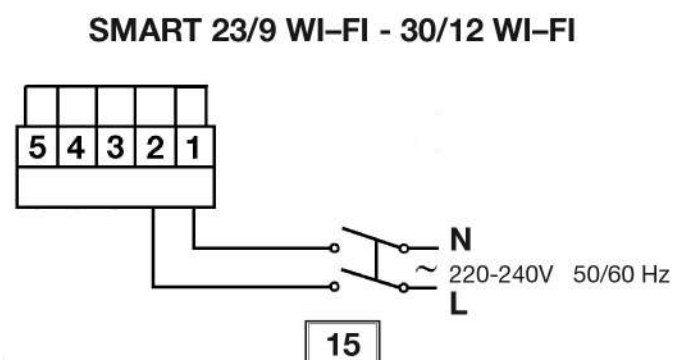 SMART 23/9 WI–FI - 30/12 WI–FI
5 4 3 2 1
N
~ 220-240V 50/60 Hz
L
15